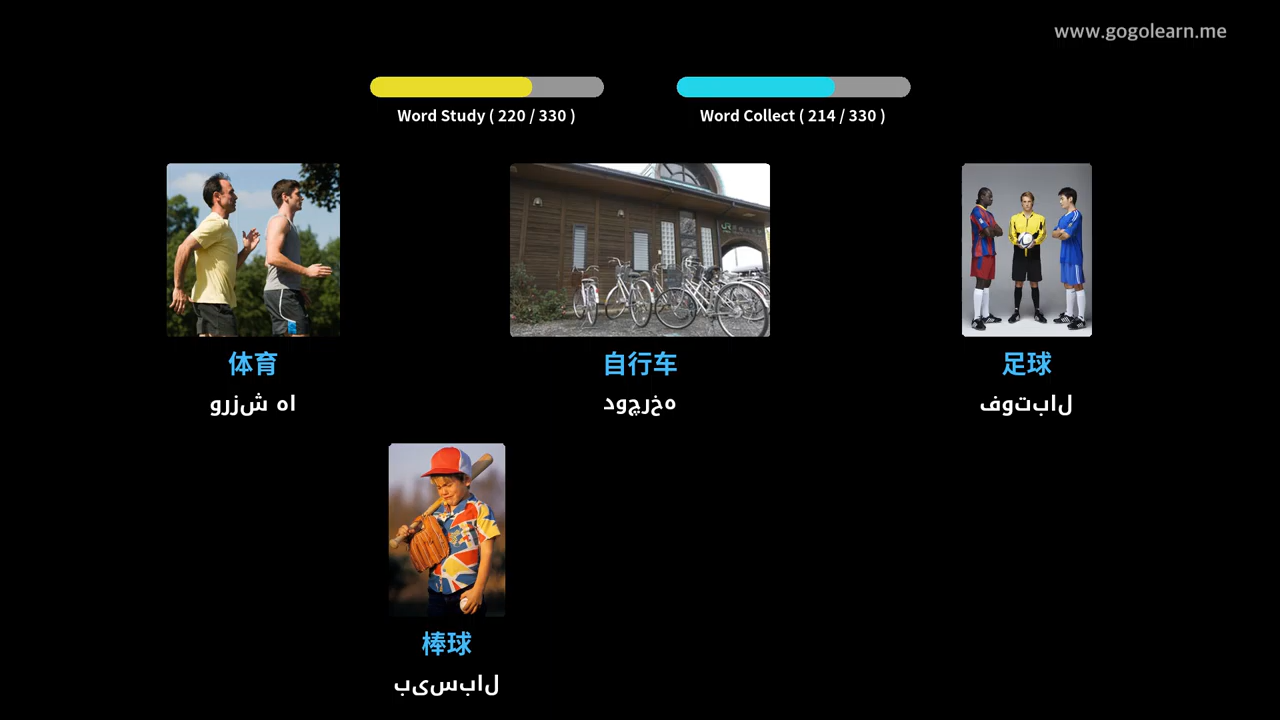 www.gogolearn.me
Word Study ( 220 / 330 )
Word Collect ( 214 / 330 )
体育
自行车
足球
ورزش ها
دوچرخه
فوتبال
棒球
بیسبال